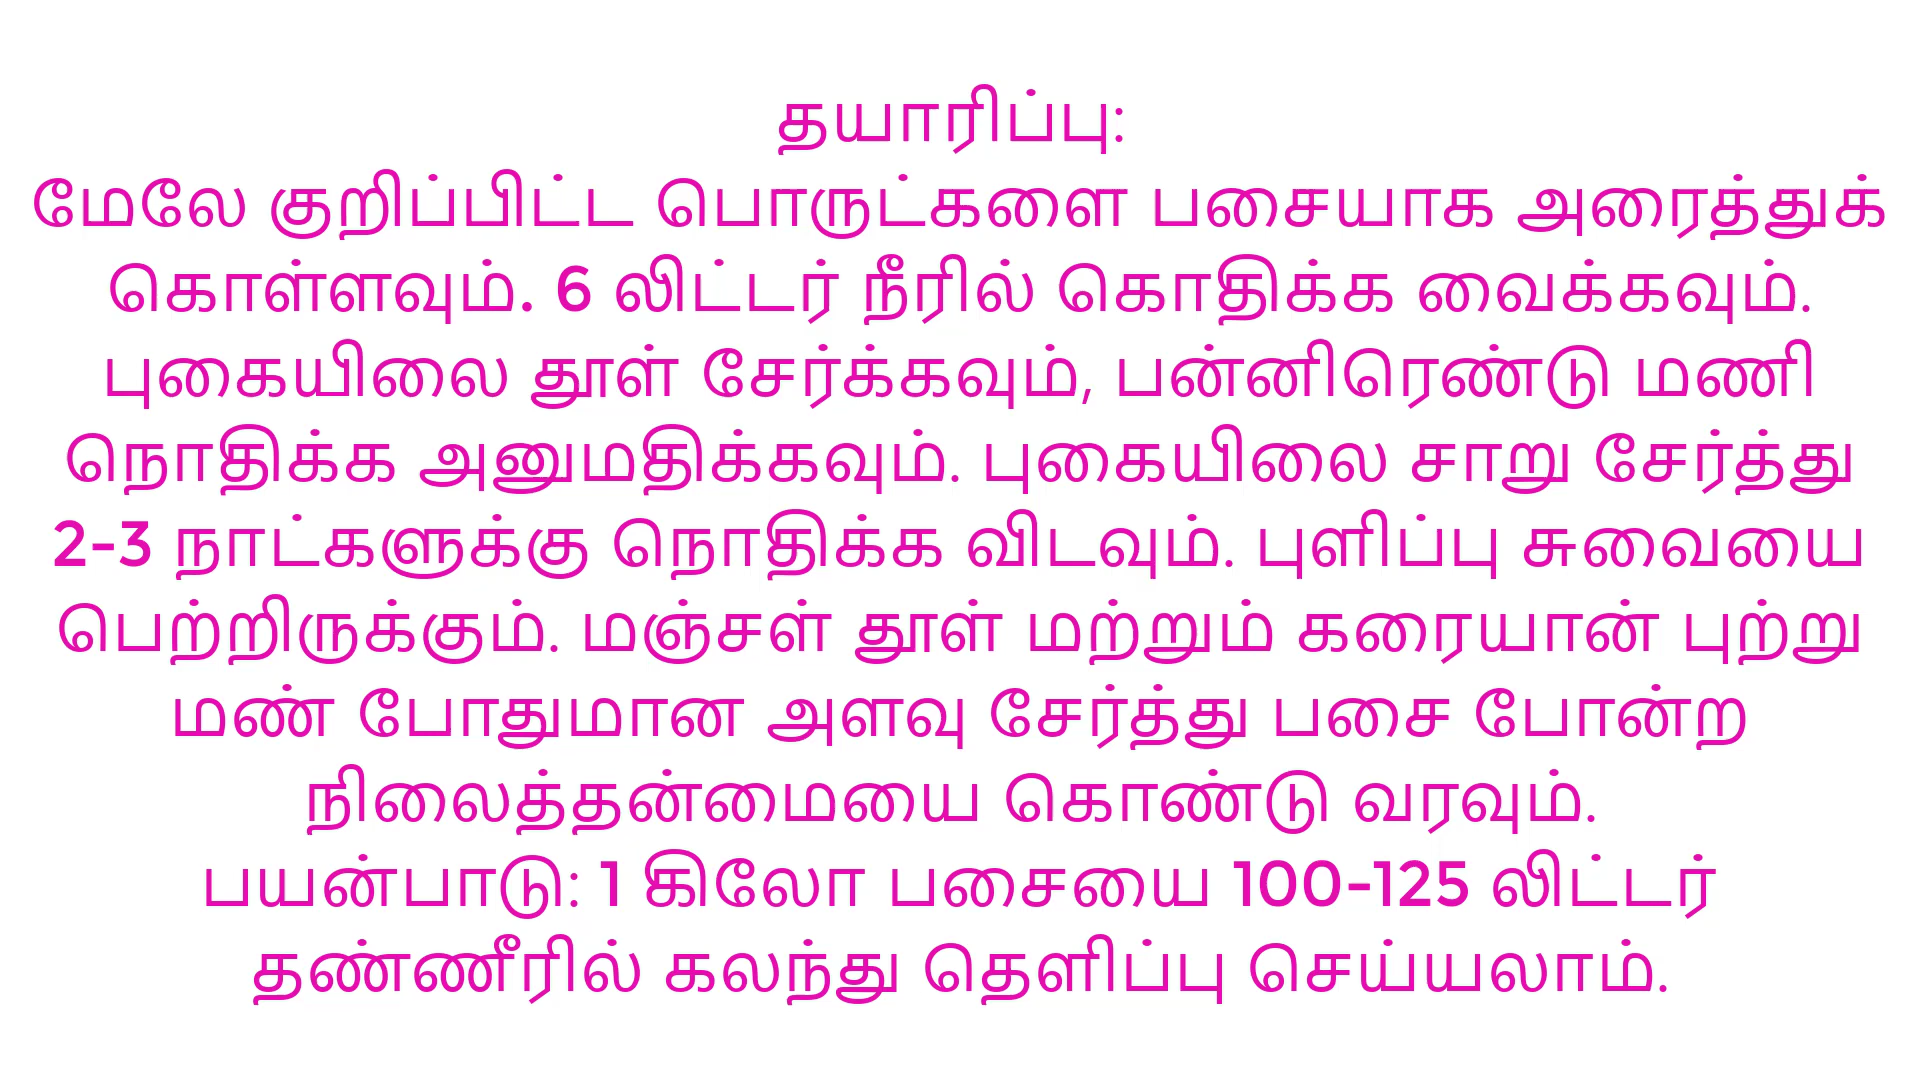 தயாரிப்பு:
மேலே குறிப்பிட்ட பொருட்களை பசையாக அரைத்துக்
கொள்ளவும். 6 லிட்டர் நீரில் கொதிக்க வைக்கவும்.
புகையிலை தூள் சேர்க்கவும், பன்னிரெண்டு மணி
நொதிக்க அனுமதிக்கவும். புகையிலை சாறு சேர்த்து
2-3 நாட்களுக்கு நொதிக்க விடவும். புளிப்பு சுவையை
பெற்றிருக்கும். மஞ்சள் தூள் மற்றும் கரையான் புற்று
மண் போதுமான அளவு சேர்த்து பசை போன்ற
நிலைத்தன்மையை கொண்டு வரவும்.
பயன்பாடு: 1 கிலோ பசையை 100-125 லிட்டர்
தண்ணீரில் கலந்து தெளிப்பு செய்யலாம்.